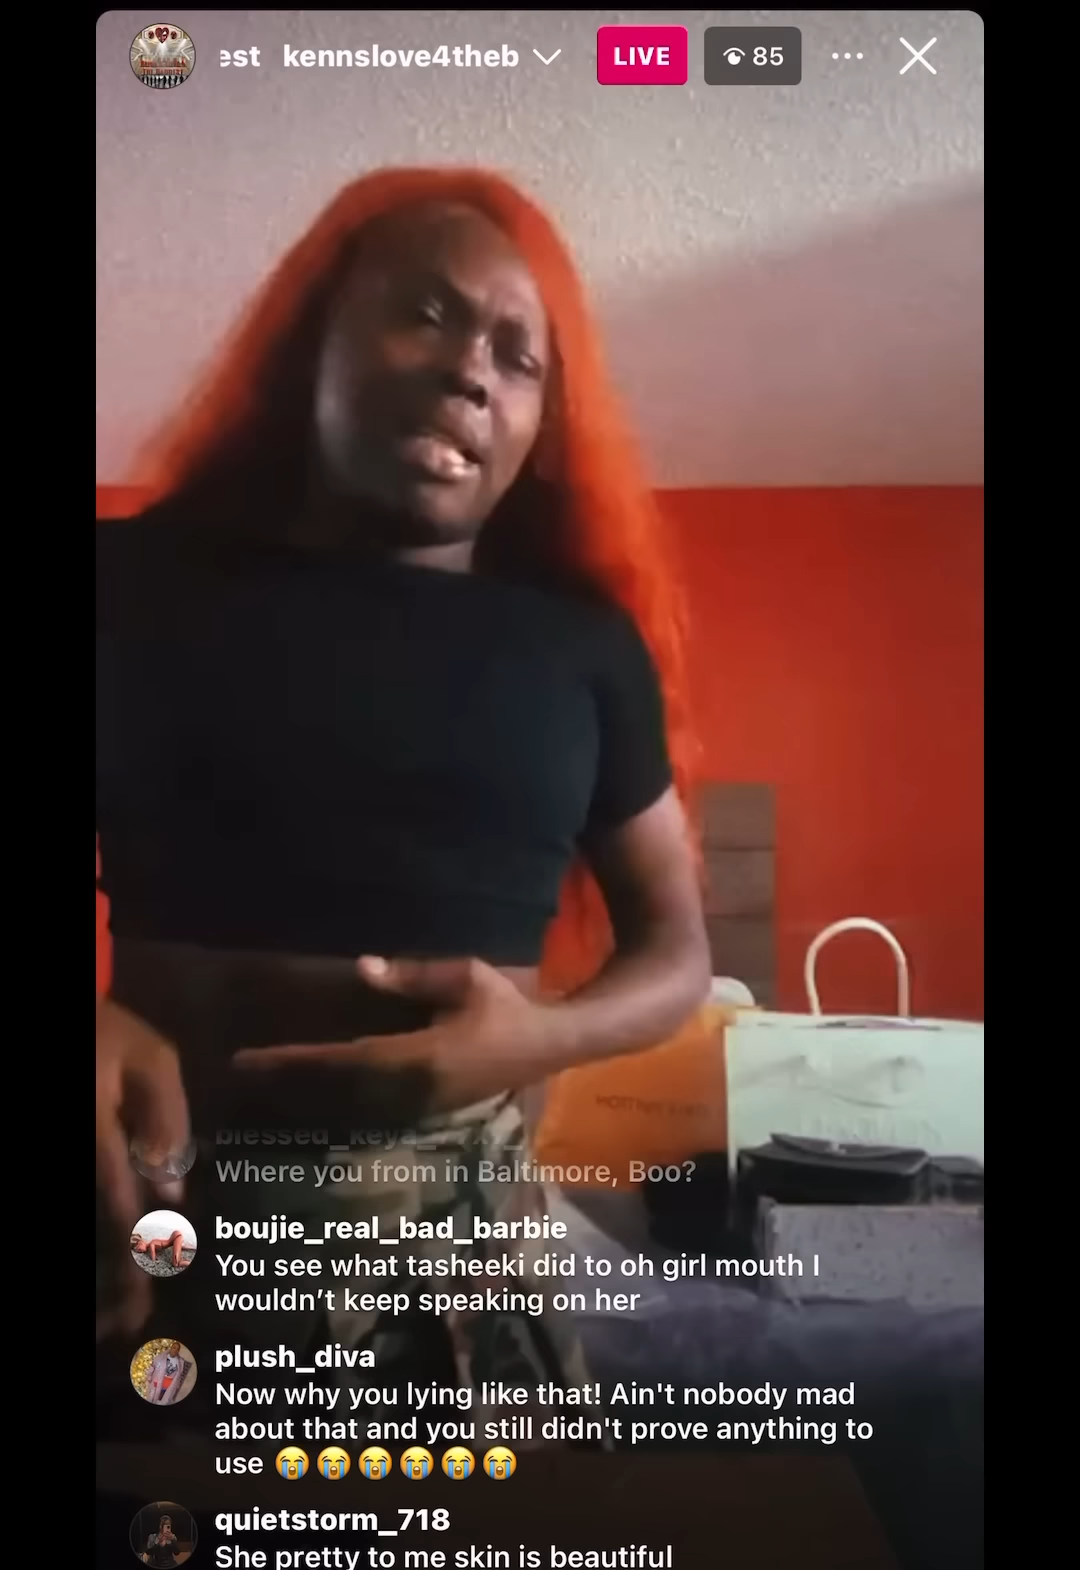 est kennslove4theb LIVE 85
Where you from in Baltimore, Boo?
boujie_real_bad_barbie
You see what tasheeki did to oh girl mouth I
wouldn’t keep speaking on her
plush_diva
Now why you lying like that! Ain't nobody mad
about that and you still didn't prove anything to
use 😭😭😭😭😭😭
quietstorm_718
She pretty to me skin is beautiful